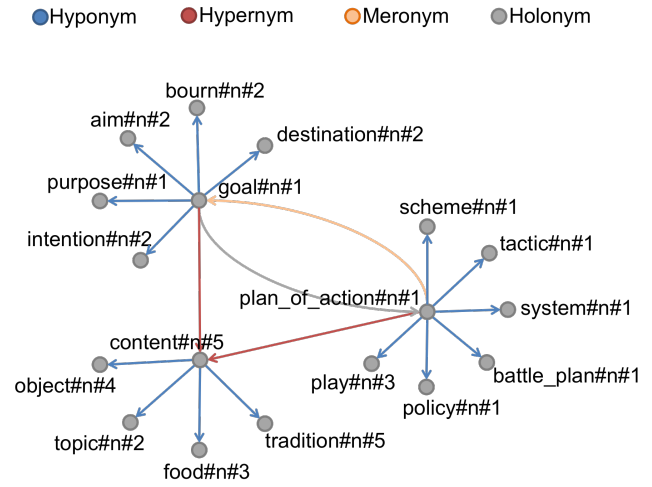 Hyponym
Hypernym
Meronym
Holonym
bourn#n#2
aim#n#2
destination#n#2
purpose#n#1
goal#n#1
scheme#n#1
intention#n#2
tactic#n#1
plan_of_action#n#1
system#n#1
content#n#5
object#n#4
play#n#3
battle_plan#n#1
policy#n#1
topic#n#2
tradition#n#5
food#n#3